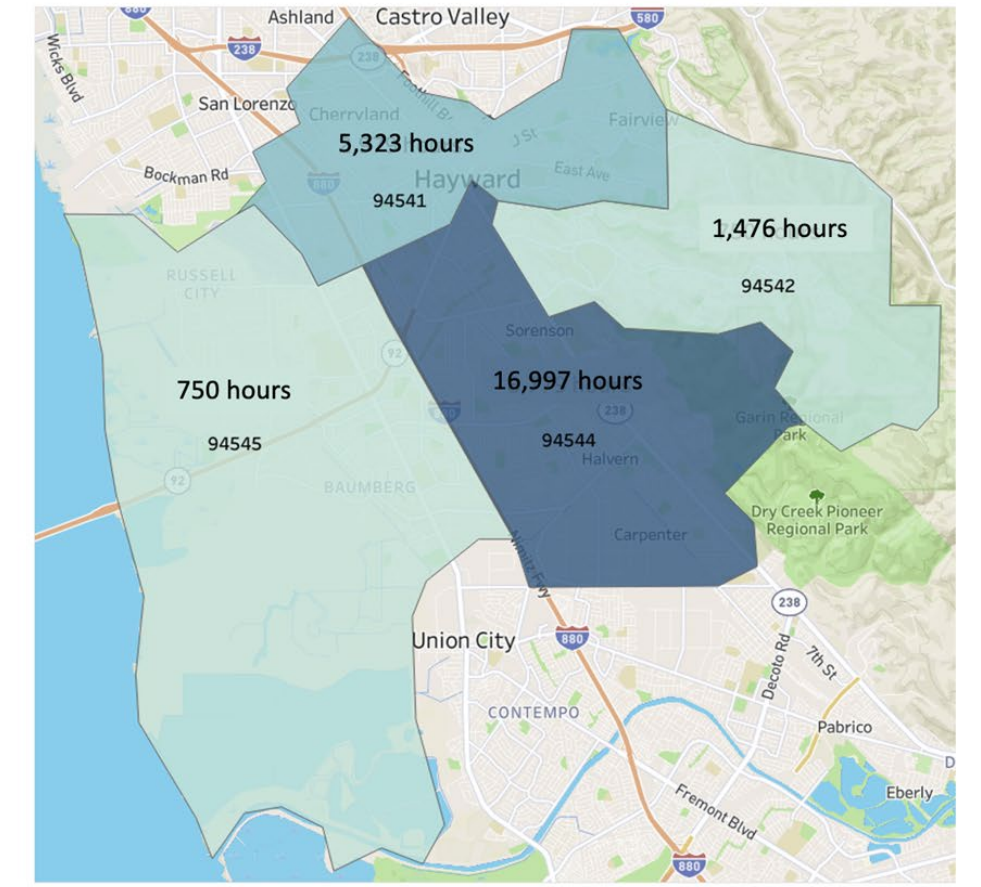 880
Ashland
Castro Valley
580
238
238
Wicks Blvd
Foothill Bl
San Lorenzo
Cherryland
J St
Fairview
5,323 hours
Bockman Rd
880
Hayward
East Ave
94541
1,476 hours
RUSSELL
CITY
94542
Sorenson
92
750 hours
16,997 hours
880
238
Garin Regional
Park
94545
94544
Halvern
92
BAUMBERG
Dry Creek Pioneer
Regional Park
Carpenter
Nimitz Fwy
238
Union City
880
Decoto Rd
7th St
CONTEMPO
Pabrico
D
Eberly
Fremont Blvd
880